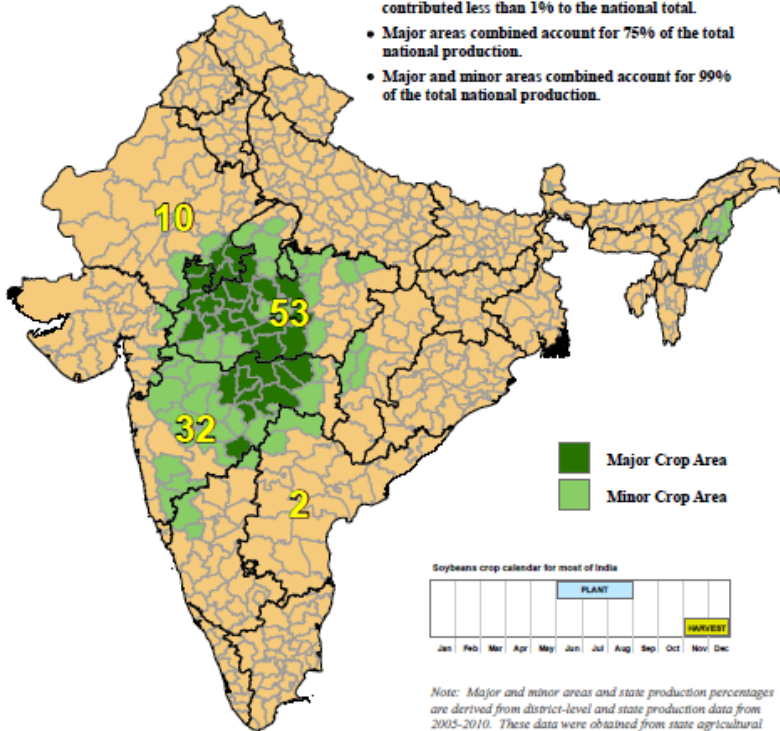 contributed less than 1% to the national total.
• Major areas combined account for 75% of the total
national production.
• Major and minor areas combined account for 99%
of the total national production.
10
53
32
2
Major Crop Area
Minor Crop Area
Soybeans crop calendar for most of India
PLANT
HARVEST
Jan Feb Mar Apr May Jun Jul Aug Sep Oct Nov Dec
Note: Major and minor areas and state production percentages
are derived from district-level and state production data from
2005-2010. These data were obtained from state agricultural